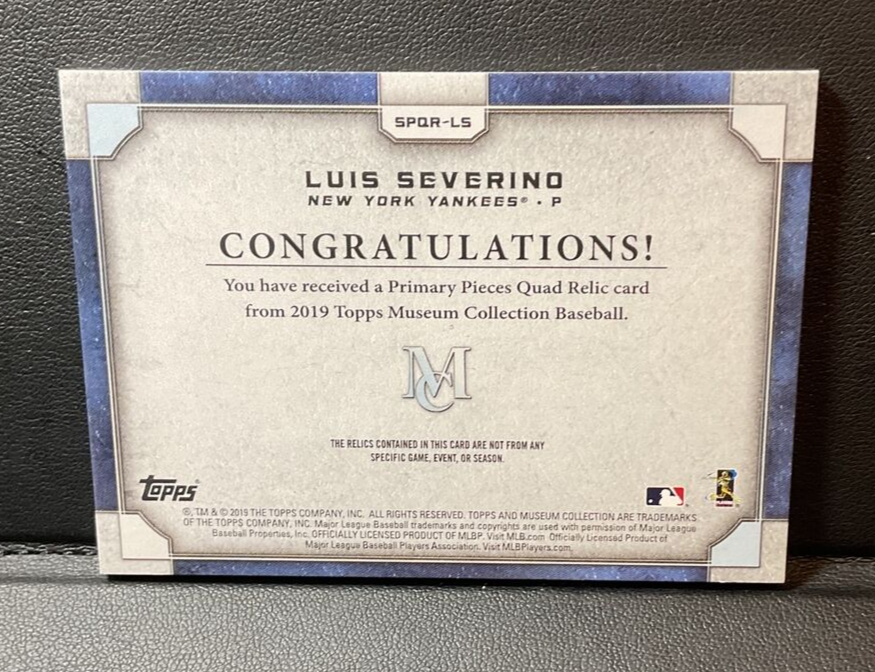 SPQR-LS
LUIS SEVERINO
NEW YORK YANKEES® • P
CONGRATULATIONS!
You have received a Primary Pieces Quad Relic card
from 2019 Topps Museum Collection Baseball.
MC
THE RELICS CONTAINED IN THIS CARD ARE NOT FROM ANY
SPECIFIC GAME, EVENT, OR SEASON.
topps
®, TM & © 2019 THE TOPPS COMPANY, INC. ALL RIGHTS RESERVED. TOPPS AND MUSEUM COLLECTION ARE TRADEMARKS
OF THE TOPPS COMPANY, INC. Major League Baseball trademarks and copyrights are used with permission of Major League
Baseball Properties, Inc. OFFICIALLY LICENSED PRODUCT OF MLBP. Visit MLB.com Officially Licensed Product of
Major League Baseball Players Association. Visit MLBPlayers.com.